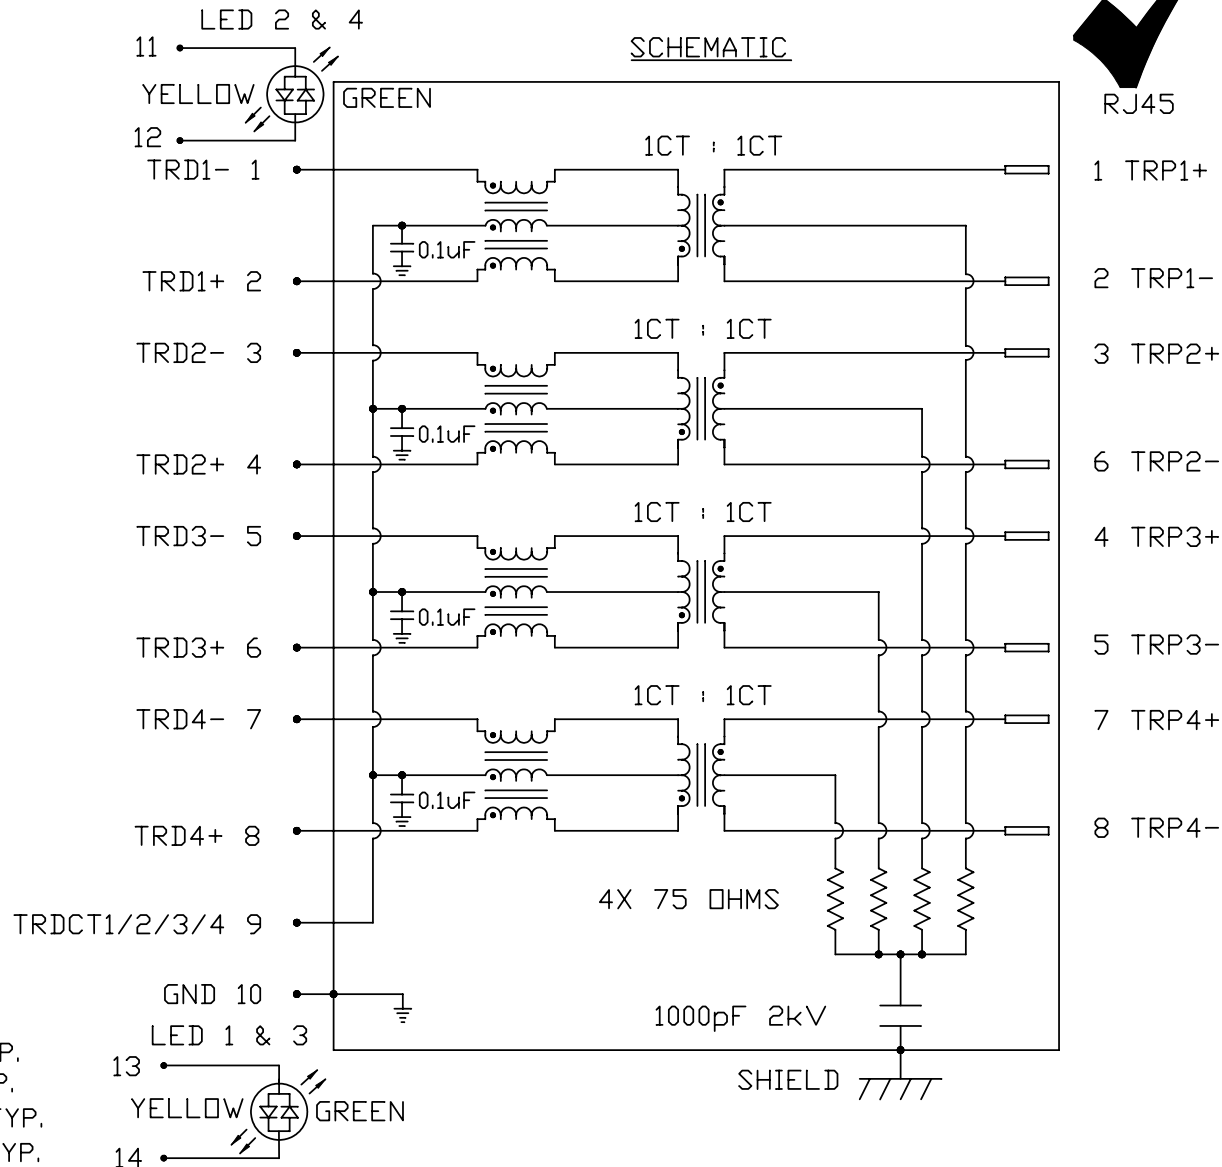 LED 2 & 4
11
SCHEMATIC
YELLOW
GREEN
RJ45
12
1CT : 1CT
TRD1- 1
1 TRP1+
0.1uF
TRD1+ 2
2 TRP1-
1CT : 1CT
TRD2- 3
3 TRP2+
0.1uF
TRD2+ 4
6 TRP2-
1CT : 1CT
TRD3- 5
4 TRP3+
0.1uF
TRD3+ 6
5 TRP3-
1CT : 1CT
TRD4- 7
7 TRP4+
0.1uF
TRD4+ 8
8 TRP4-
4X 75 OHMS
TRDCT1/2/3/4 9
GND 10
1000pF 2kV
LED 1 & 3
P.
13
SHIELD
P.
YELLOW
GREEN
TYP.
YP.
14